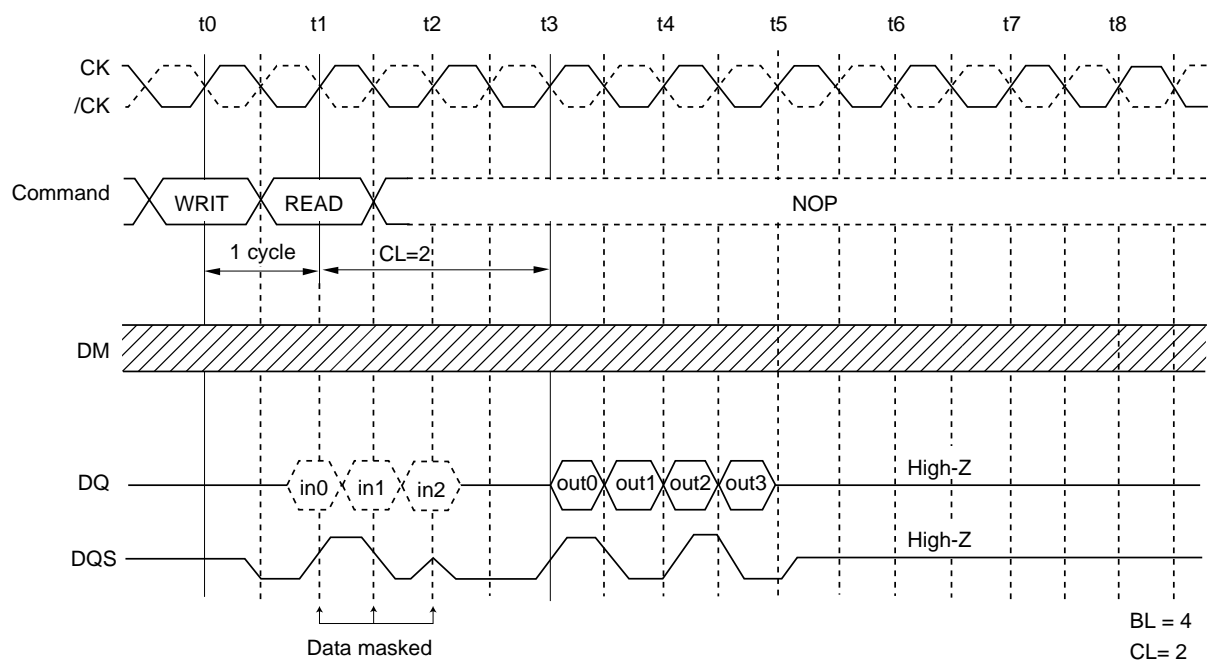 t0 t1 t2 t3 t4 t5 t6 t7 t8
CK
/CK
Command WRIT READ NOP
1 cycle CL=2
DM
DQ in0 in1 in2 out0 out1 out2 out3 High-Z
DQS High-Z
Data masked
BL = 4
CL= 2